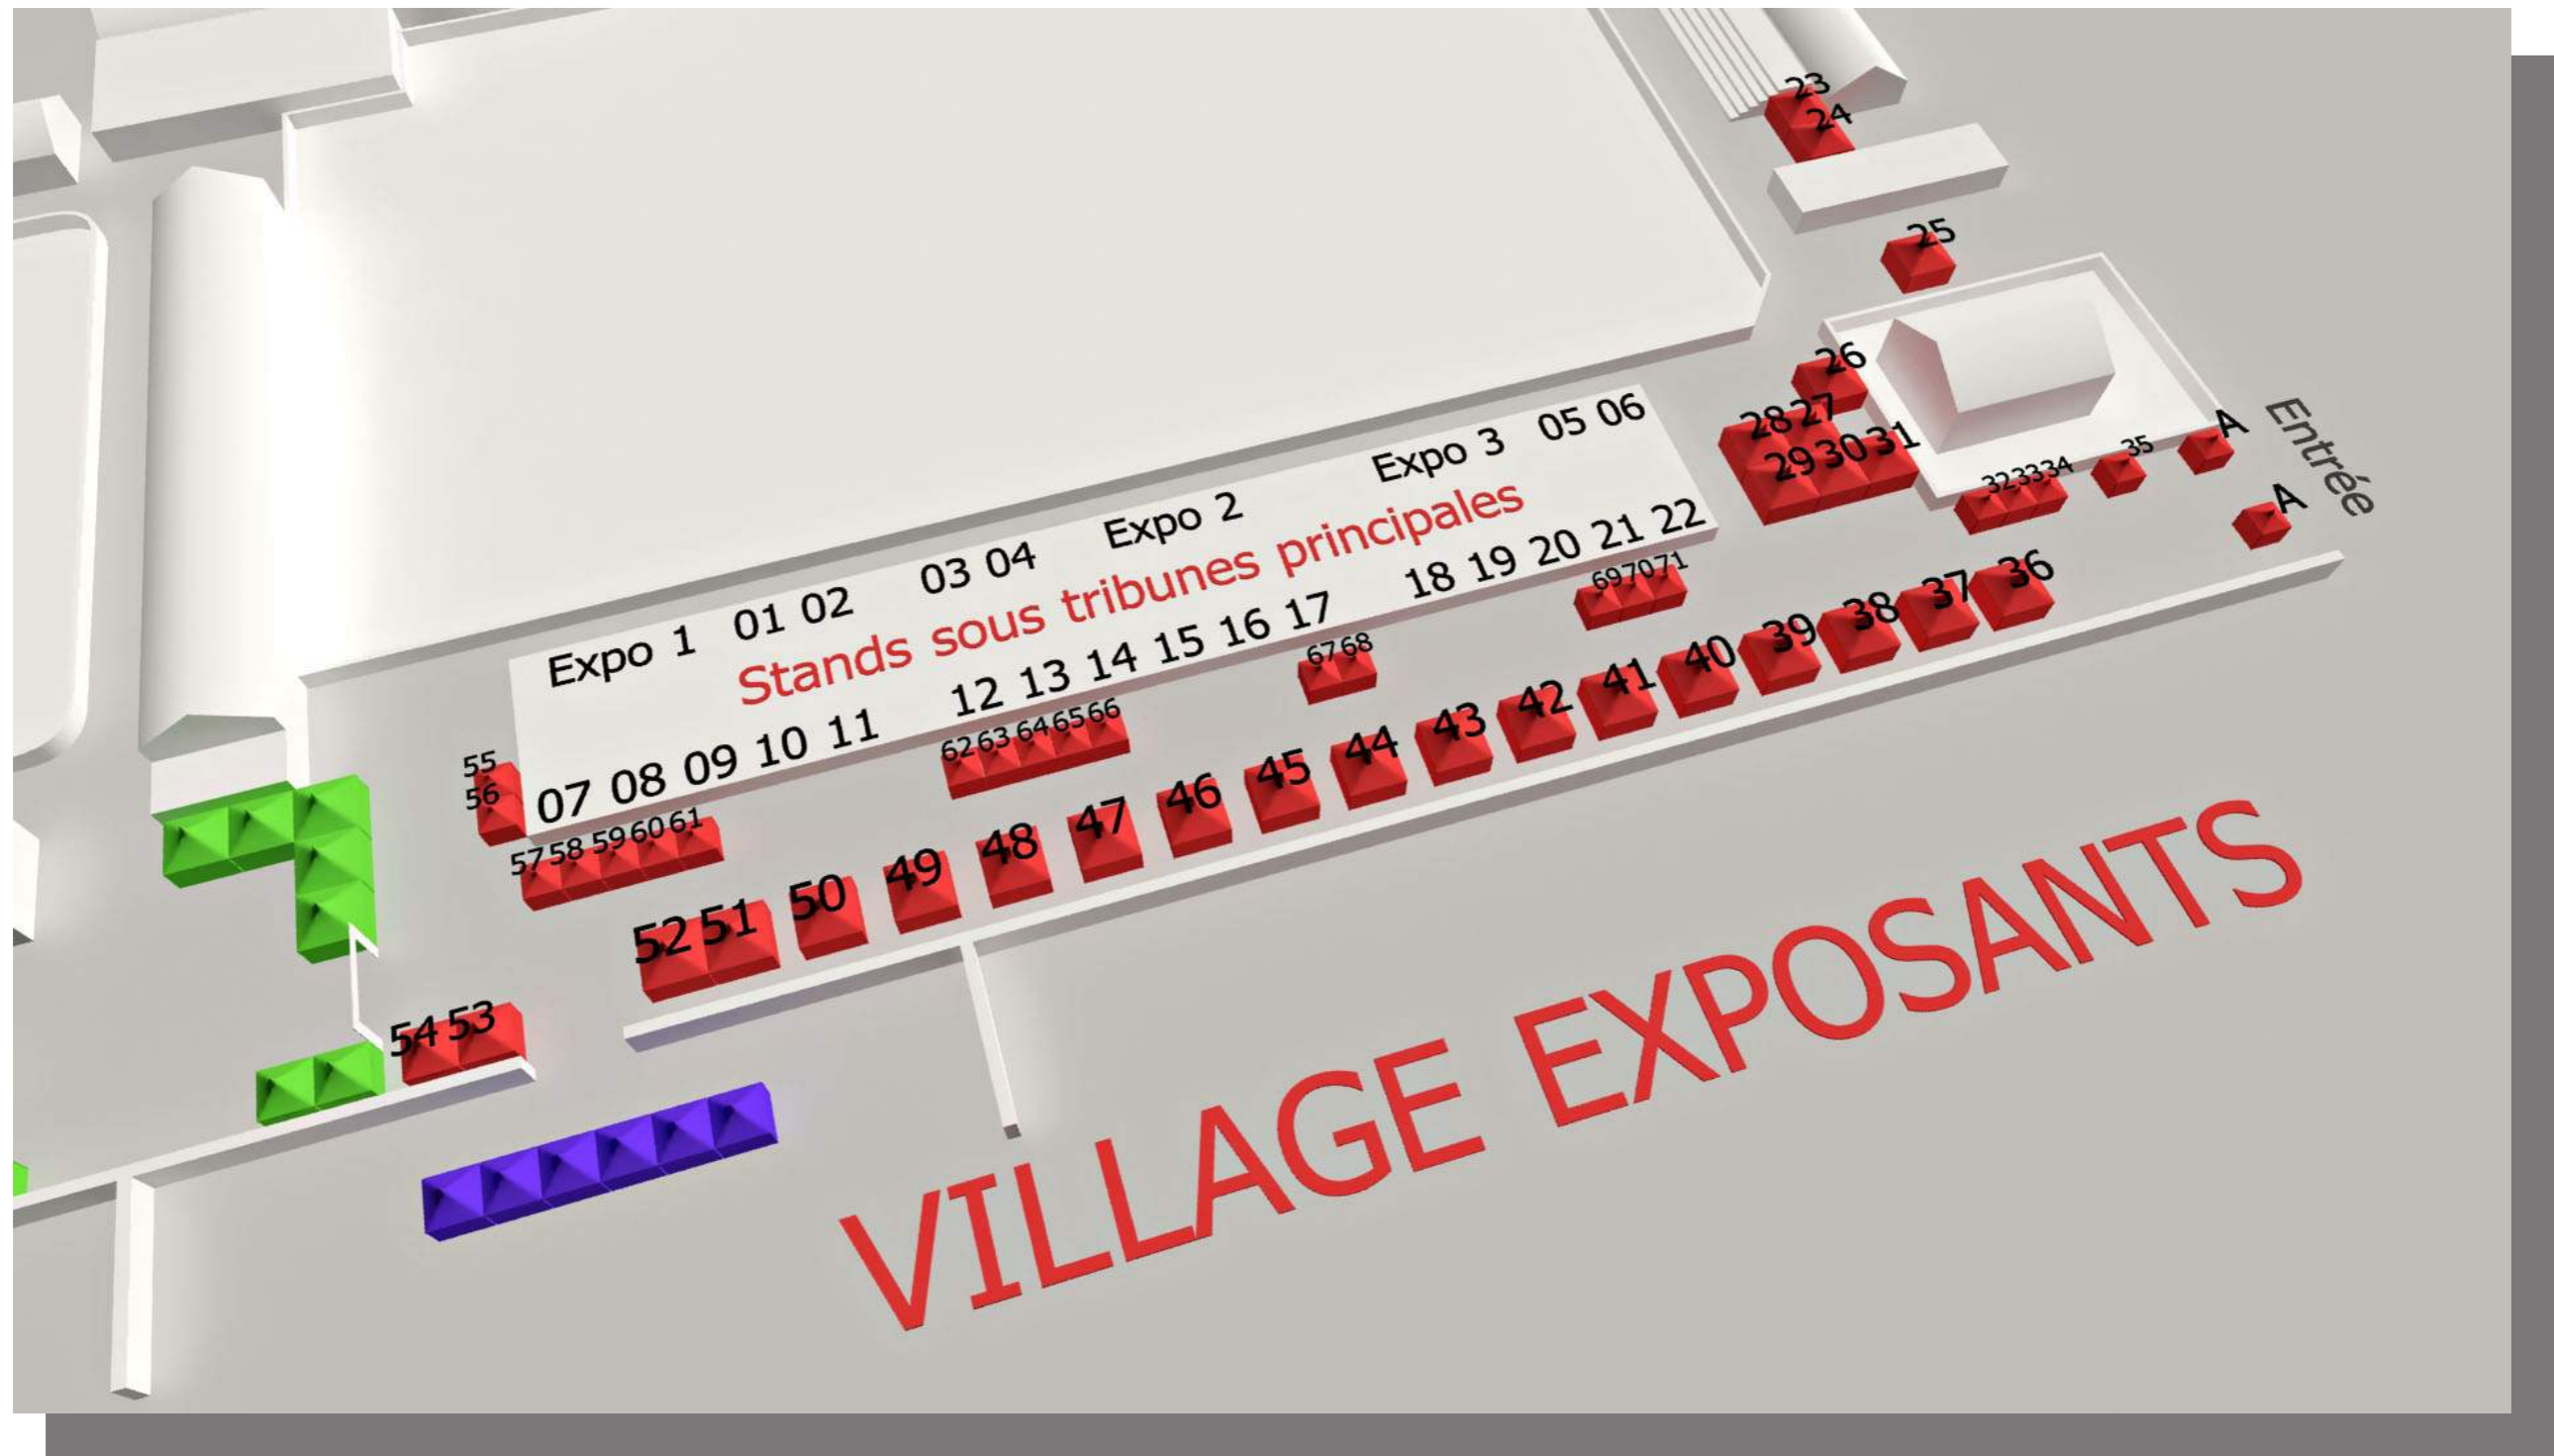 23
24
25
26
28 27
29 30 31
32 33 34
35
A
A
Entrée
Expo 1 01 02 03 04 Expo 2 Expo 3 05 06
Stands sous tribunes principales
07 08 09 10 11 12 13 14 15 16 17 18 19 20 21 22
55
56
57 58 59 60 61
62 63 64 65 66
67 68
69 70 71
54 53
52 51 50 49 48 47 46 45 44 43 42 41 40 39 38 37 36
VILLAGE EXPOSANTS